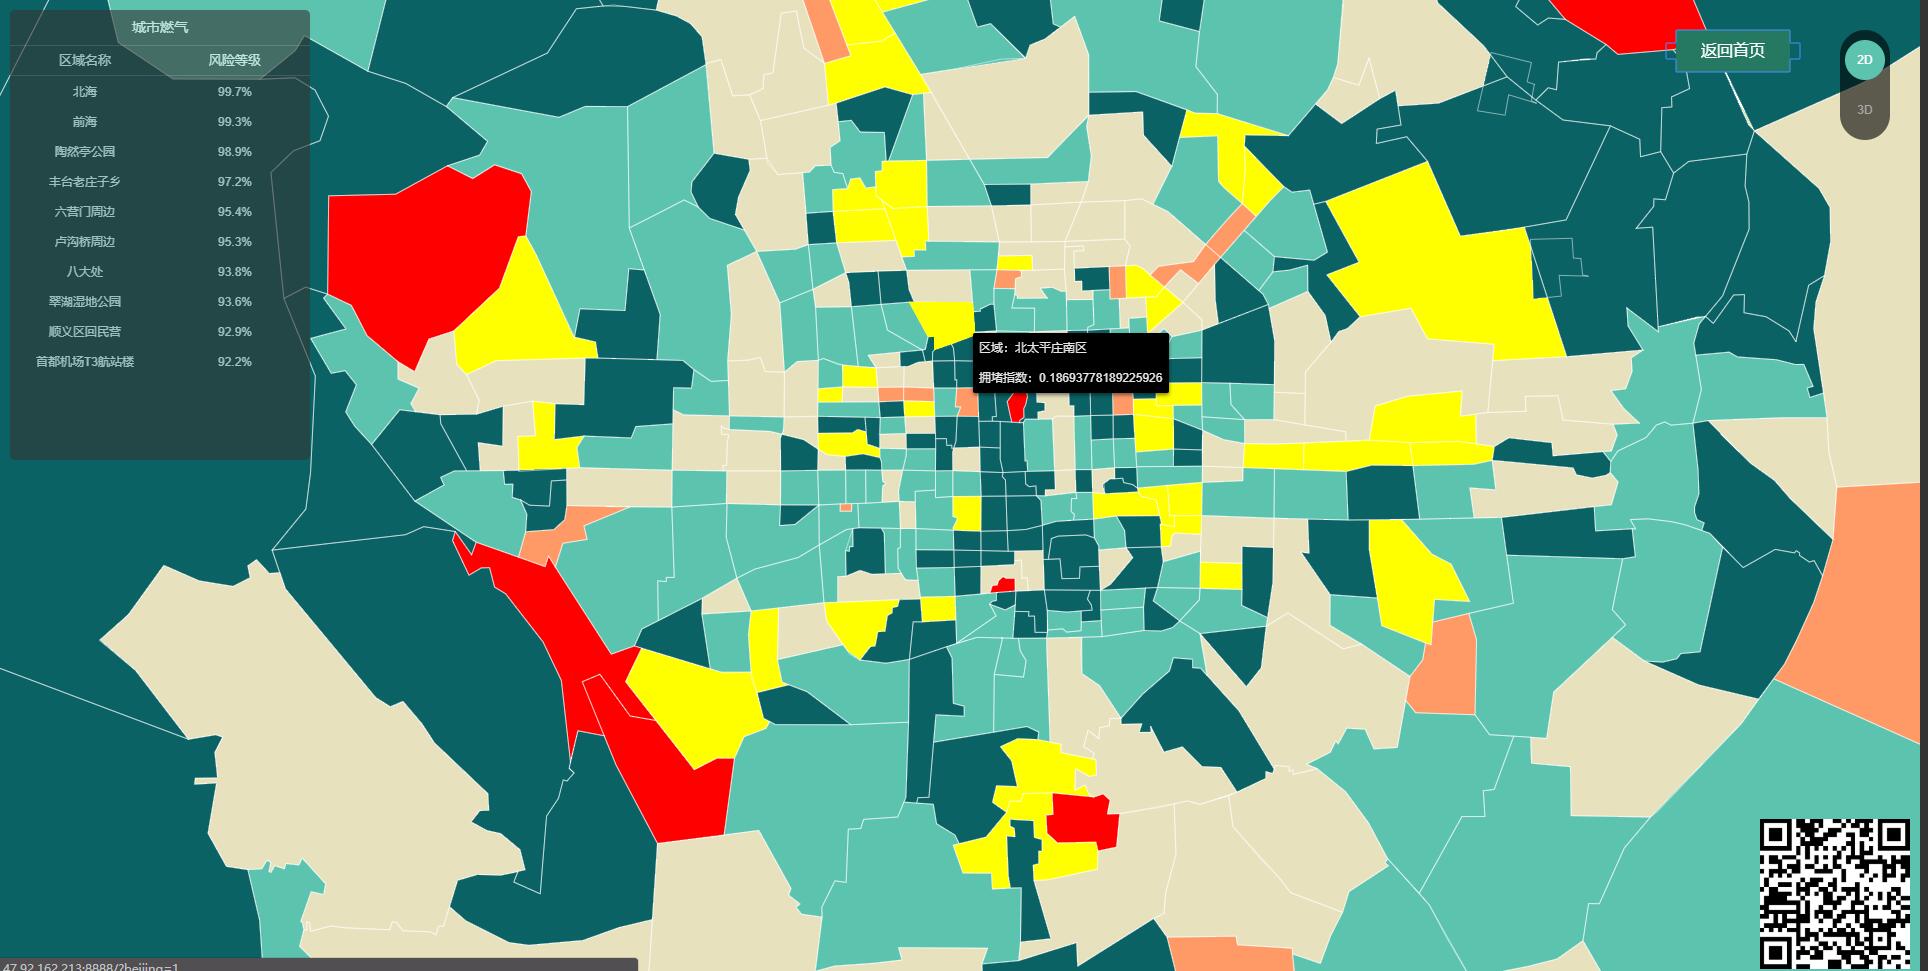 城市燃气
区域名称 风险等级
北海 99.7%
前海 99.3%
陶然亭公园 98.9%
丰台老庄子乡 97.2%
六营门周边 95.4%
卢沟桥周边 95.3%
八大处 93.8%
翠湖湿地公园 93.6%
顺义区回民营 92.9%
首都机场T3航站楼 92.2%
返回首页
2D
3D
区域：北太平庄南区
拥堵指数：0.18693778189225926
47.92.162.213:8888/?beijing=1